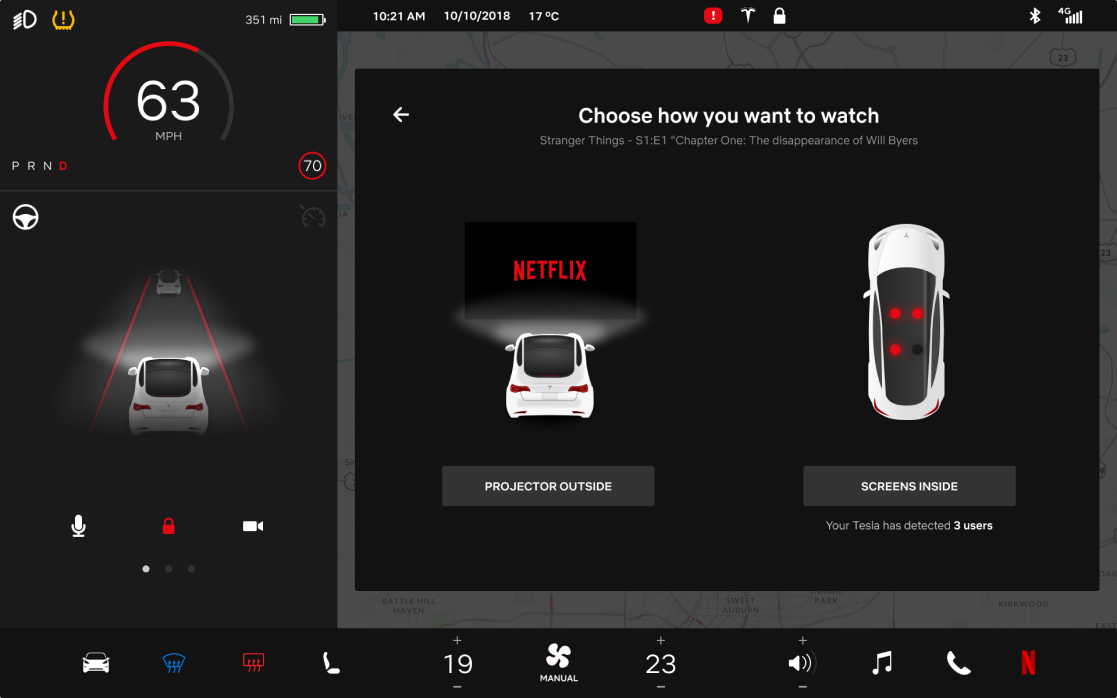 351 mi
10:21 AM 10/10/2018 17 ºC
4G
63
MPH
P R N D
70
23
Choose how you want to watch
Stranger Things - S1:E1 "Chapter One: The disappearance of Will Byers
NETFLIX
23
PROJECTOR OUTSIDE
SCREENS INSIDE
Your Tesla has detected 3 users
BATTLE HILL
HAVEN
SWEET
AUBURN
PARK
KIRKWOOD
+ + +
19
MANUAL
23
N